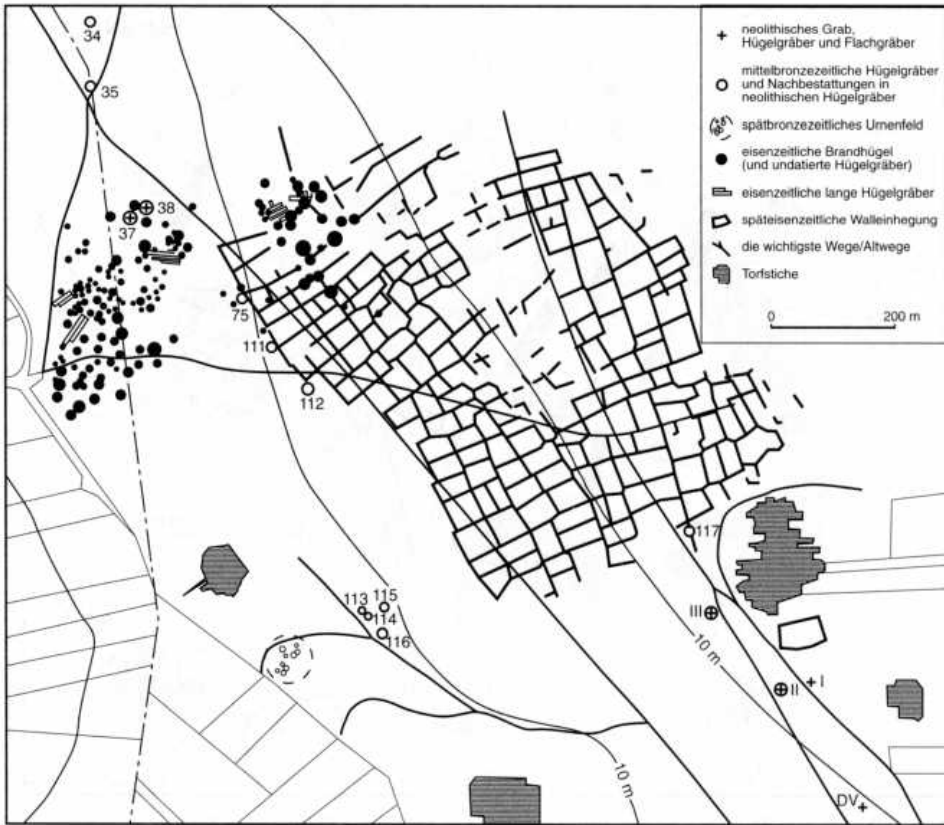 34
35
38
37
75
111
112
113
115
114
116
117
III
II
I
DV
10 m
10 m
neolithisches Grab,
Hügelgräber und Flachgräber
mittelbronzezeitliche Hügelgräber
und Nachbestattungen in
neolithischen Hügelgräber
spätbronzezeitliches Urnenfeld
eisenzeitliche Brandhügel
(und undatierte Hügelgräber)
eisenzeitliche lange Hügelgräber
späteisenzeitliche Walleinhegung
die wichtigste Wege/Altwege
Torfstiche
0 200 m